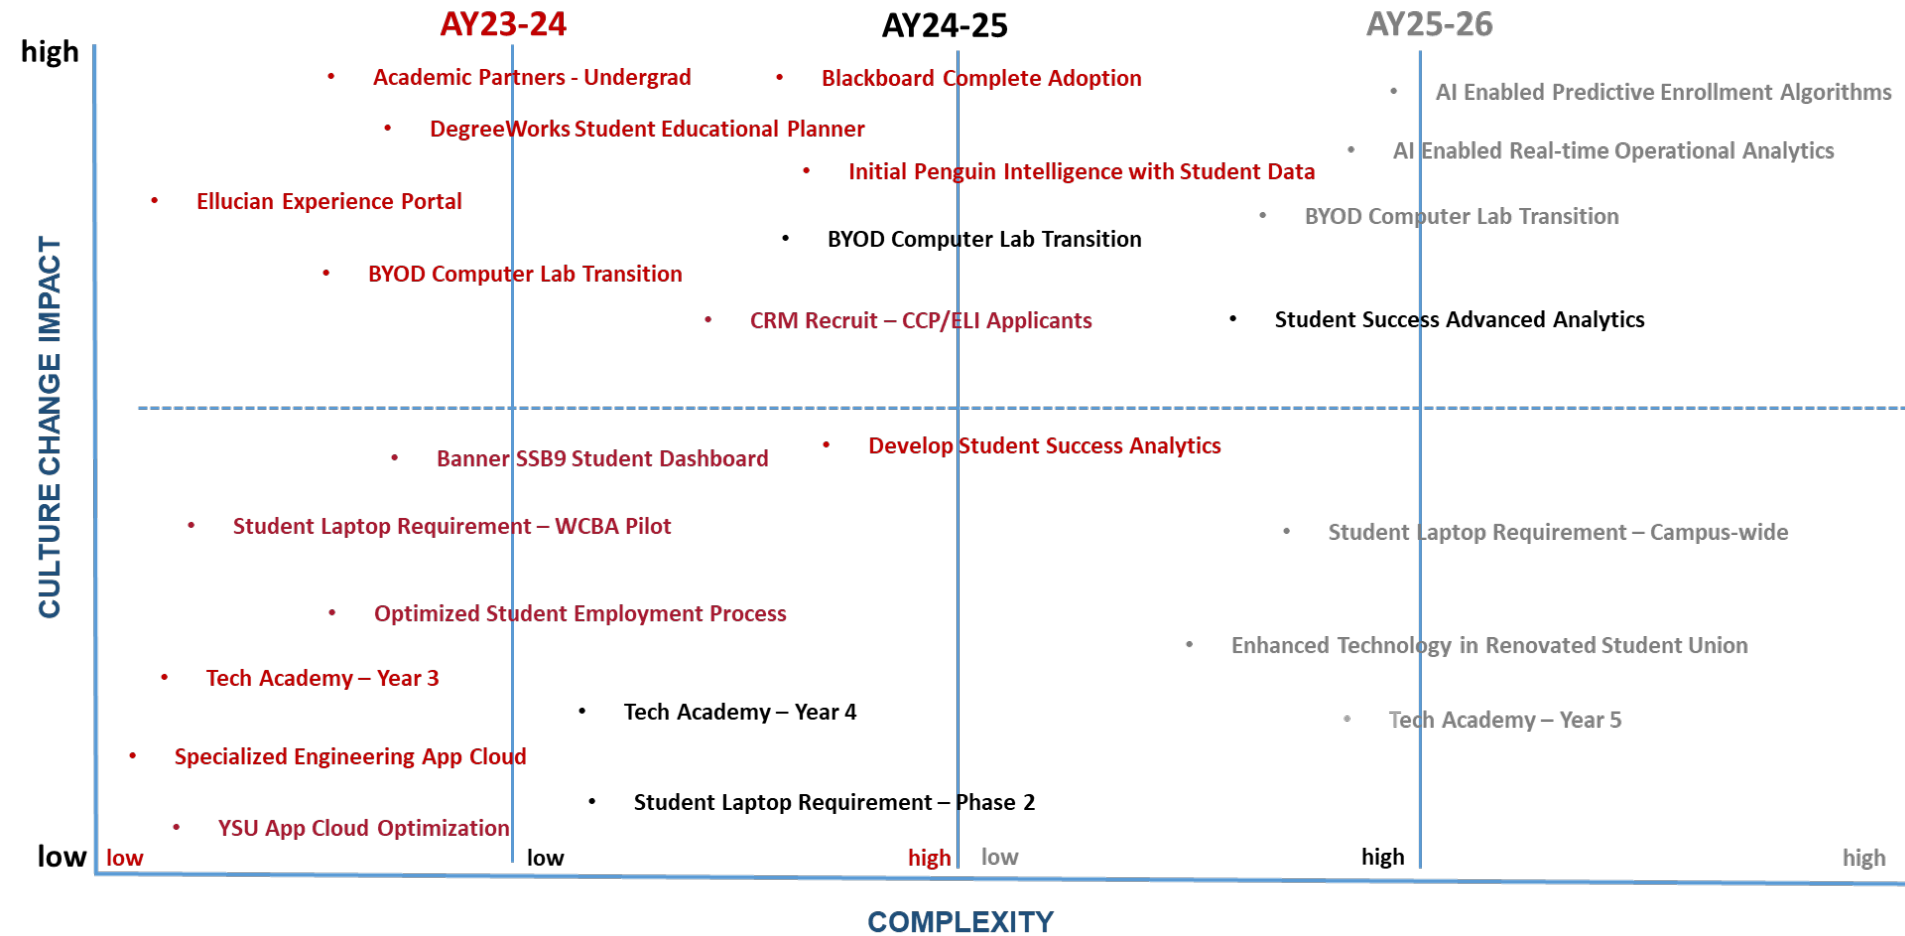 AY23-24
AY24-25
AY25-26
high
• Academic Partners - Undergrad
• Blackboard Complete Adoption
• AI Enabled Predictive Enrollment Algorithms
• DegreeWorks Student Educational Planner
• AI Enabled Real-time Operational Analytics
• Initial Penguin Intelligence with Student Data
• Ellucian Experience Portal
• BYOD Computer Lab Transition
• BYOD Computer Lab Transition
• BYOD Computer Lab Transition
• CRM Recruit – CCP/ELI Applicants
• Student Success Advanced Analytics
CULTURE CHANGE IMPACT
• Develop Student Success Analytics
• Banner SSB9 Student Dashboard
• Student Laptop Requirement – WCBA Pilot
• Student Laptop Requirement – Campus-wide
• Optimized Student Employment Process
• Enhanced Technology in Renovated Student Union
• Tech Academy – Year 3
• Tech Academy – Year 4
• Tech Academy – Year 5
• Specialized Engineering App Cloud
• Student Laptop Requirement – Phase 2
• YSU App Cloud Optimization
low
low
low
high
low
high
high
COMPLEXITY